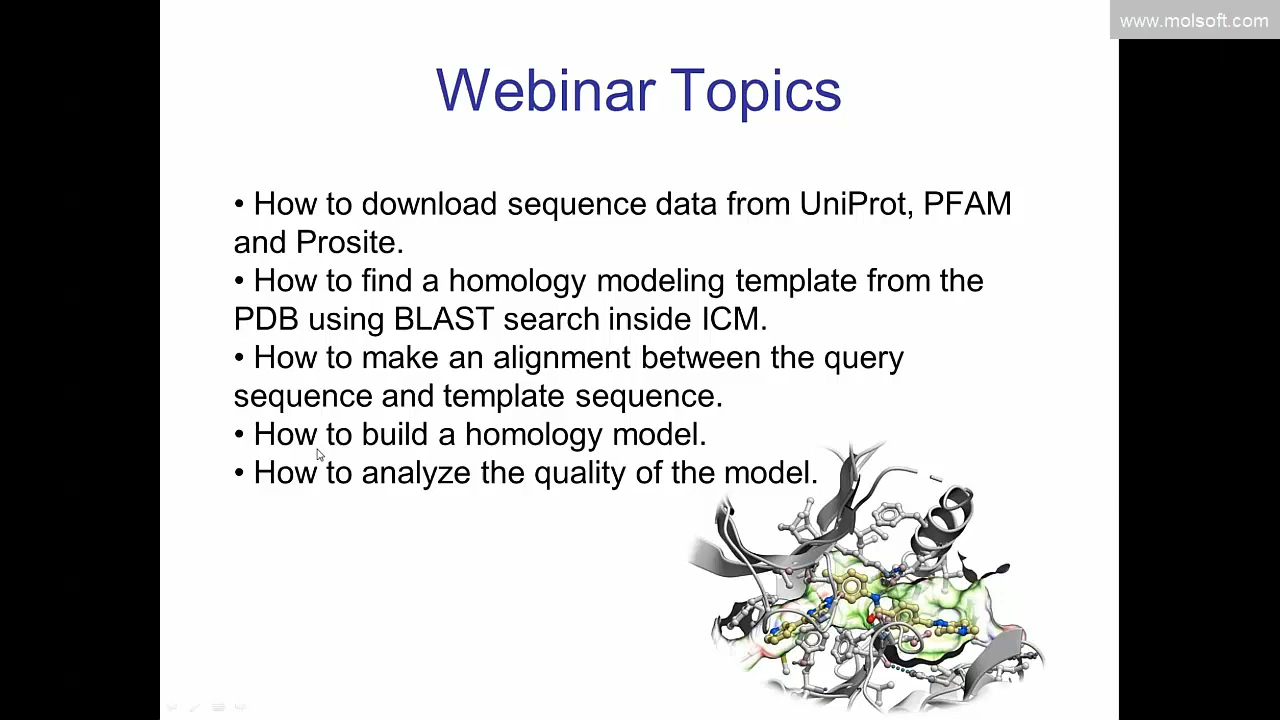 www.molsoft.com
Webinar Topics
• How to download sequence data from UniProt, PFAM
and Prosite.
• How to find a homology modeling template from the
PDB using BLAST search inside ICM.
• How to make an alignment between the query
sequence and template sequence.
• How to build a homology model.
• How to analyze the quality of the model.